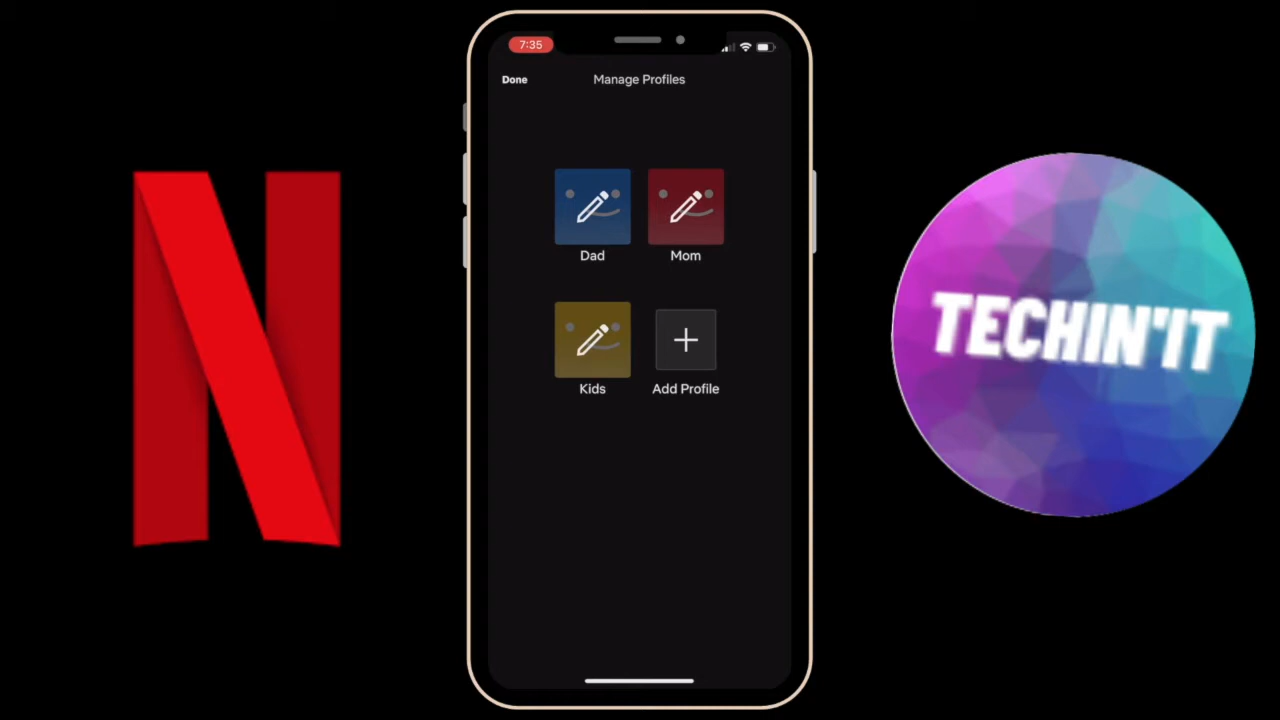 7:35
Done
Manage Profiles
Dad
Mom
Kids
Add Profile
TECHIN'IT